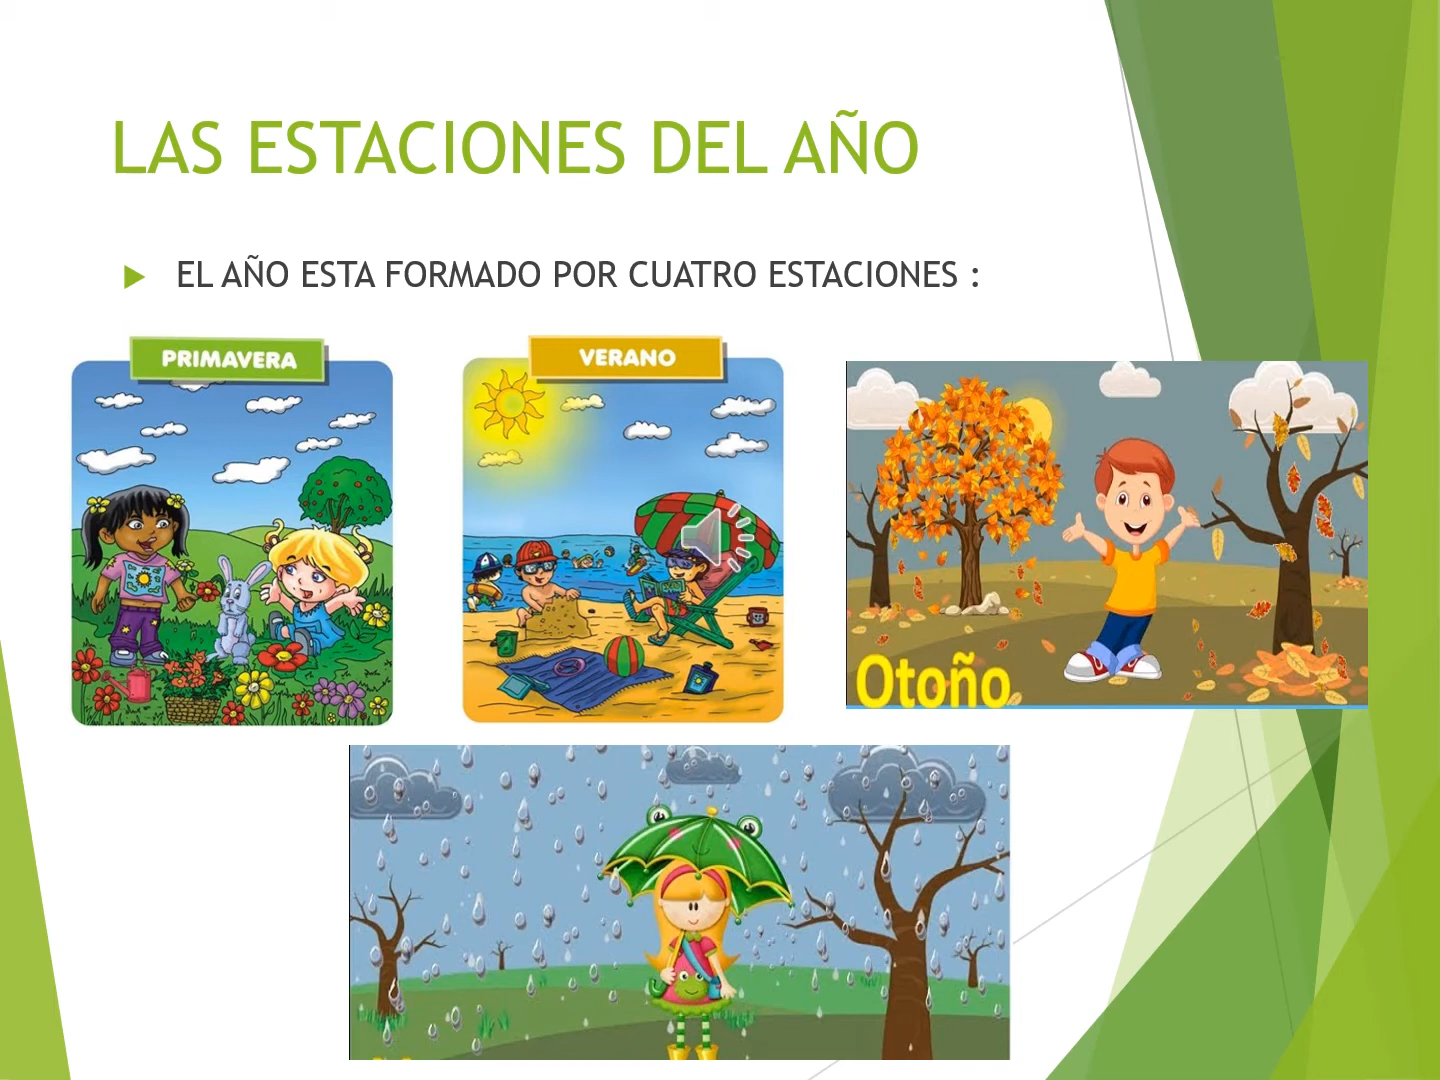 LAS ESTACIONES DEL AÑO
EL AÑO ESTA FORMADO POR CUATRO ESTACIONES :
PRIMAVERA
VERANO
Otoño